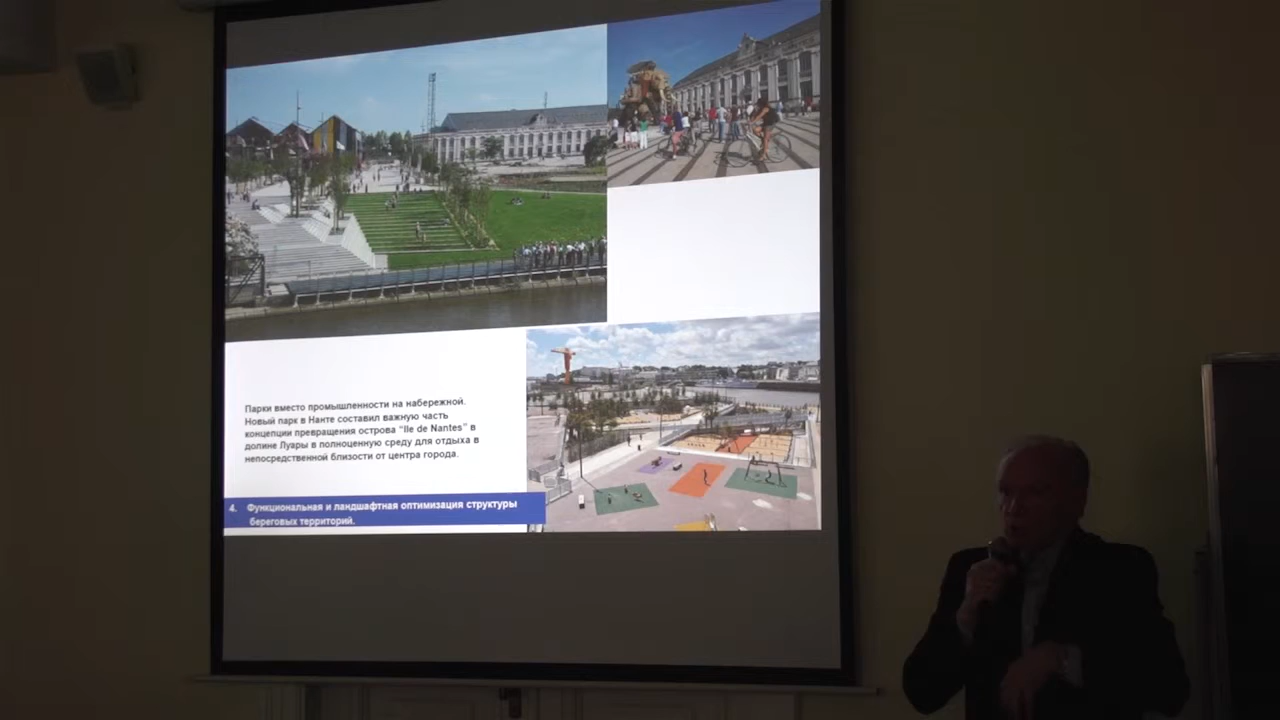 Парки вместо промышленности на набережной.
Новый парк в Нанте составил важную часть
концепции превращения острова "Ile de Nantes" в
долине Луары в полноценную среду для отдыха в
непосредственной близости от центра города.
4. Функциональная и ландшафтная оптимизация структуры
береговых территорий.